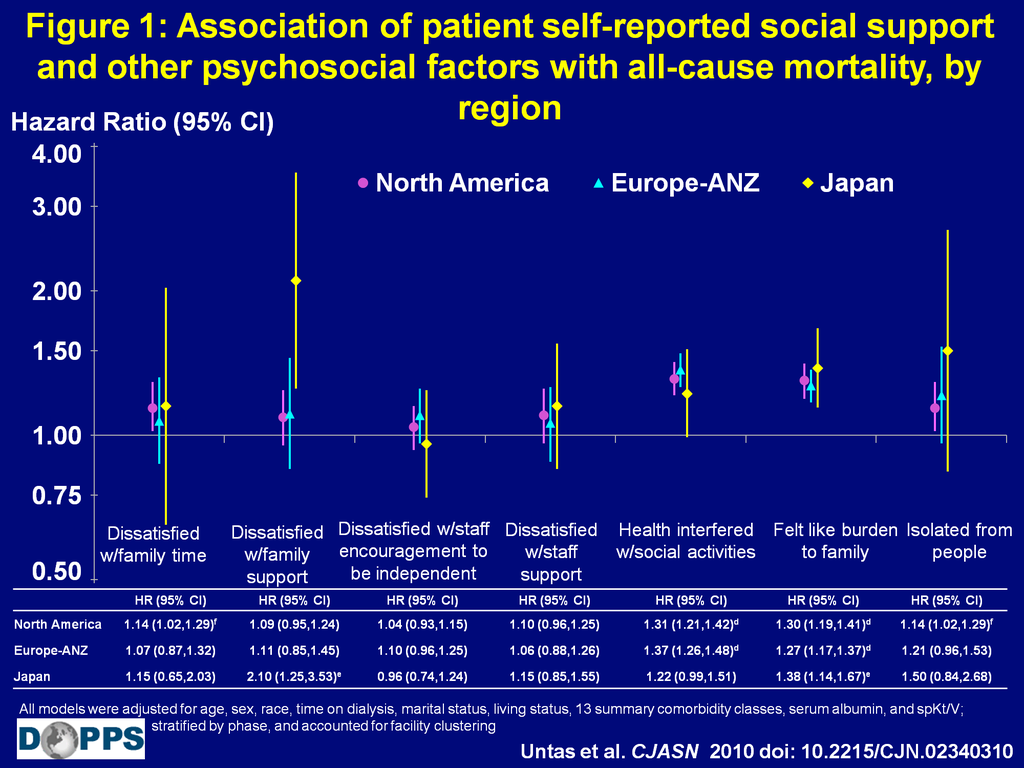 Figure 1: Association of patient self-reported social support
and other psychosocial factors with all-cause mortality, by
region
Hazard Ratio (95% CI)
4.00
North America
Europe-ANZ
Japan
3.00
2.00
1.50
1.00
0.75
0.50
Dissatisfied
w/family time
Dissatisfied
w/family
support
Dissatisfied w/staff
encouragement to
be independent
Dissatisfied
w/staff
support
Health interfered
w/social activities
Felt like burden
to family
Isolated from
people
HR (95% CI) HR (95% CI) HR (95% CI) HR (95% CI) HR (95% CI) HR (95% CI) HR (95% CI)
North America 1.14 (1.02,1.29)f 1.09 (0.95,1.24) 1.04 (0.93,1.15) 1.10 (0.96,1.25) 1.31 (1.21,1.42)d 1.30 (1.19,1.41)d 1.14 (1.02,1.29)f
Europe-ANZ 1.07 (0.87,1.32) 1.11 (0.85,1.45) 1.10 (0.96,1.25) 1.06 (0.88,1.26) 1.37 (1.26,1.48)d 1.27 (1.17,1.37)d 1.21 (0.96,1.53)
Japan 1.15 (0.65,2.03) 2.10 (1.25,3.53)e 0.96 (0.74,1.24) 1.15 (0.85,1.55) 1.22 (0.99,1.51) 1.38 (1.14,1.67)e 1.50 (0.84,2.68)
All models were adjusted for age, sex, race, time on dialysis, marital status, living status, 13 summary comorbidity classes, serum albumin, and spKt/V;
stratified by phase, and accounted for facility clustering
DOPPS
Untas et al. CJASN 2010 doi: 10.2215/CJN.02340310